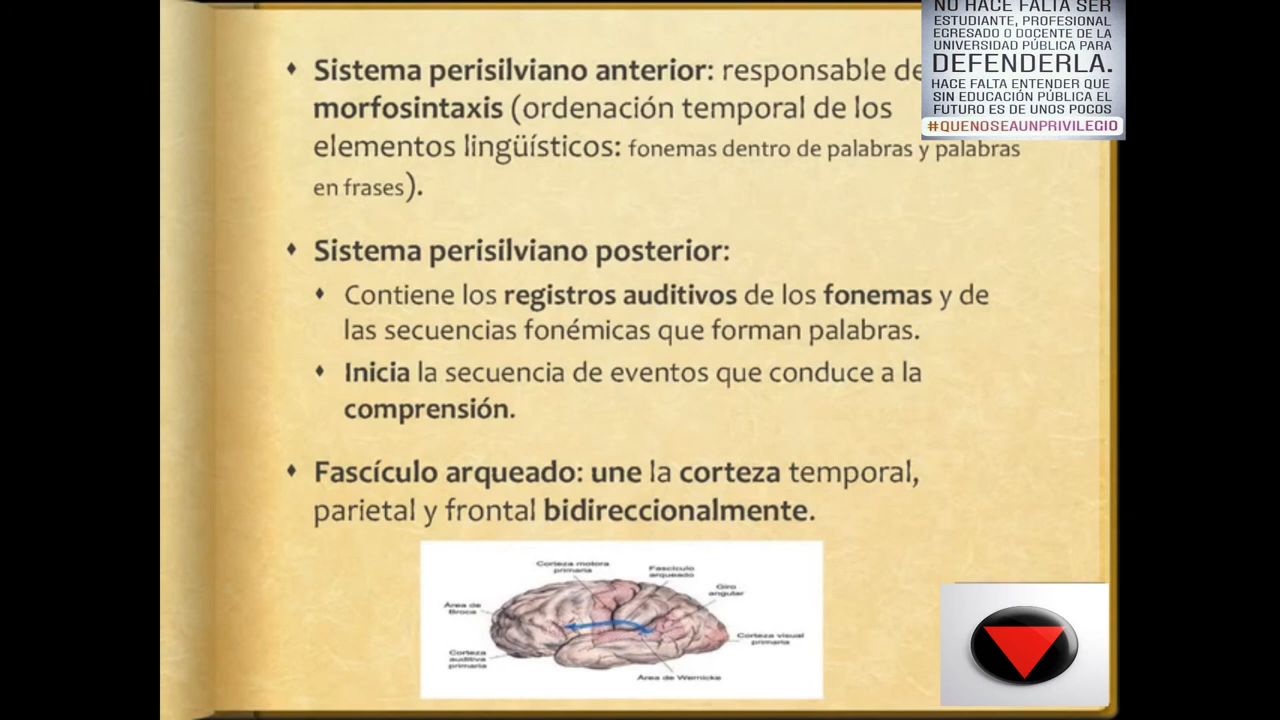 Sistema perisilviano anterior: responsable de
morfosintaxis (ordenación temporal de los
elementos lingüísticos: fonemas dentro de palabras y palabras
en frases).
Sistema perisilviano posterior:
Contiene los registros auditivos de los fonemas y de
las secuencias fonémicas que forman palabras.
Inicia la secuencia de eventos que conduce a la
comprensión.
Fascículo arqueado: une la corteza temporal,
parietal y frontal bidireccionalmente.
Corteza motora
primaria
Fascículo
arqueado
Giro
angular
Área de
Broca
Corteza visual
primaria
Corteza
auditiva
primaria
Área de Wernicke
NO HACE FALTA SER
ESTUDIANTE, PROFESIONAL
EGRESADO O DOCENTE DE LA
UNIVERSIDAD PÚBLICA PARA
DEFENDERLA.
HACE FALTA ENTENDER QUE
SIN EDUCACIÓN PÚBLICA EL
FUTURO ES DE UNOS POCOS
#QUENOSEAUNPRIVILEGIO